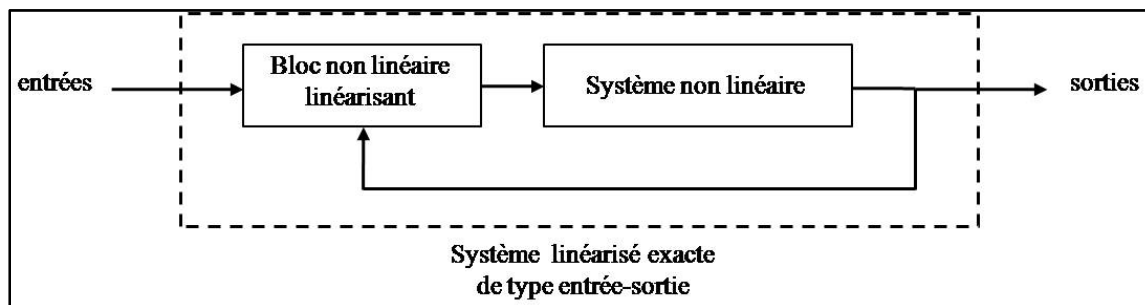 entrées
Bloc non linéaire
linéarisant
Système non linéaire
sorties
Système linéarisé exacte
de type entrée-sortie